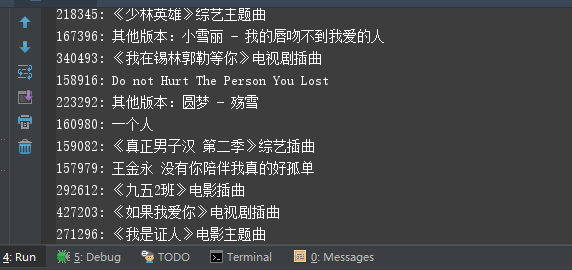 218345: 《少林英雄》综艺主题曲
167396: 其他版本: 小雪丽 - 我的唇吻不到我爱的人
340493: 《我在锡林郭勒等你》电视剧插曲
158916: Do not Hurt The Person You Lost
223292: 其他版本: 圆梦 - 殇雪
160980: 一个人
159082: 《真正男子汉 第二季》综艺插曲
157979: 王金永 没有你陪伴我真的好孤单
292612: 《九五2班》电影插曲
427203: 《如果我爱你》电视剧插曲
271296: 《我是证人》电影主题曲
4: Run 5: Debug TODO Terminal 0: Messages